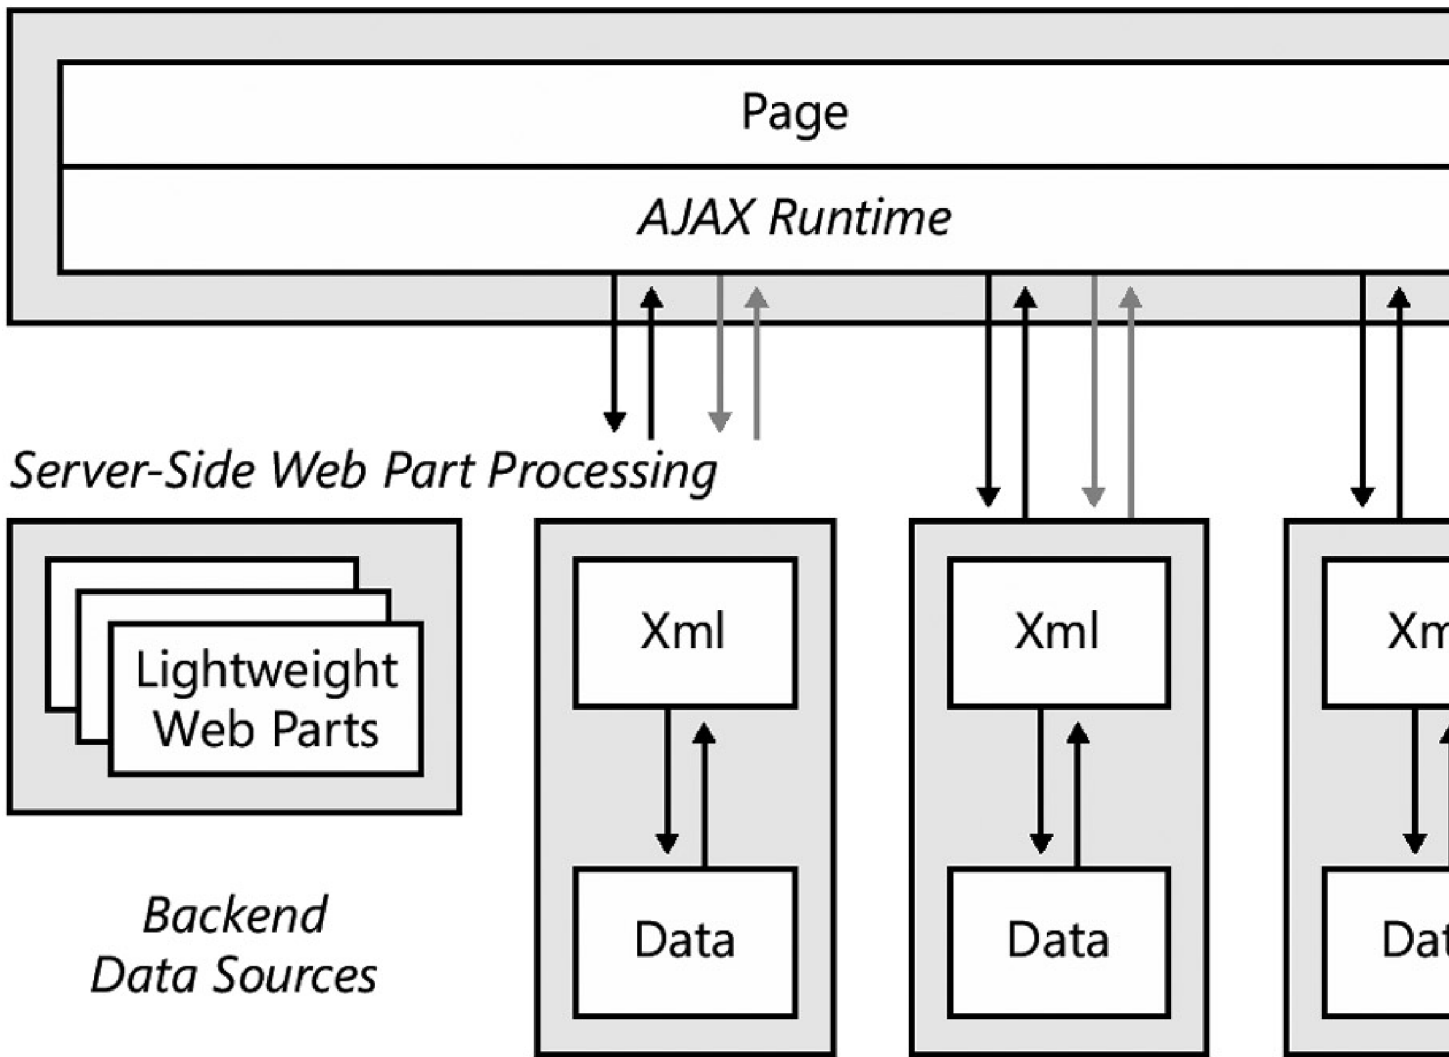 Page
AJAX Runtime
Server-Side Web Part Processing
Xml
Xml
Lightweight
Web Parts
Backend
Data Sources
Data
Data